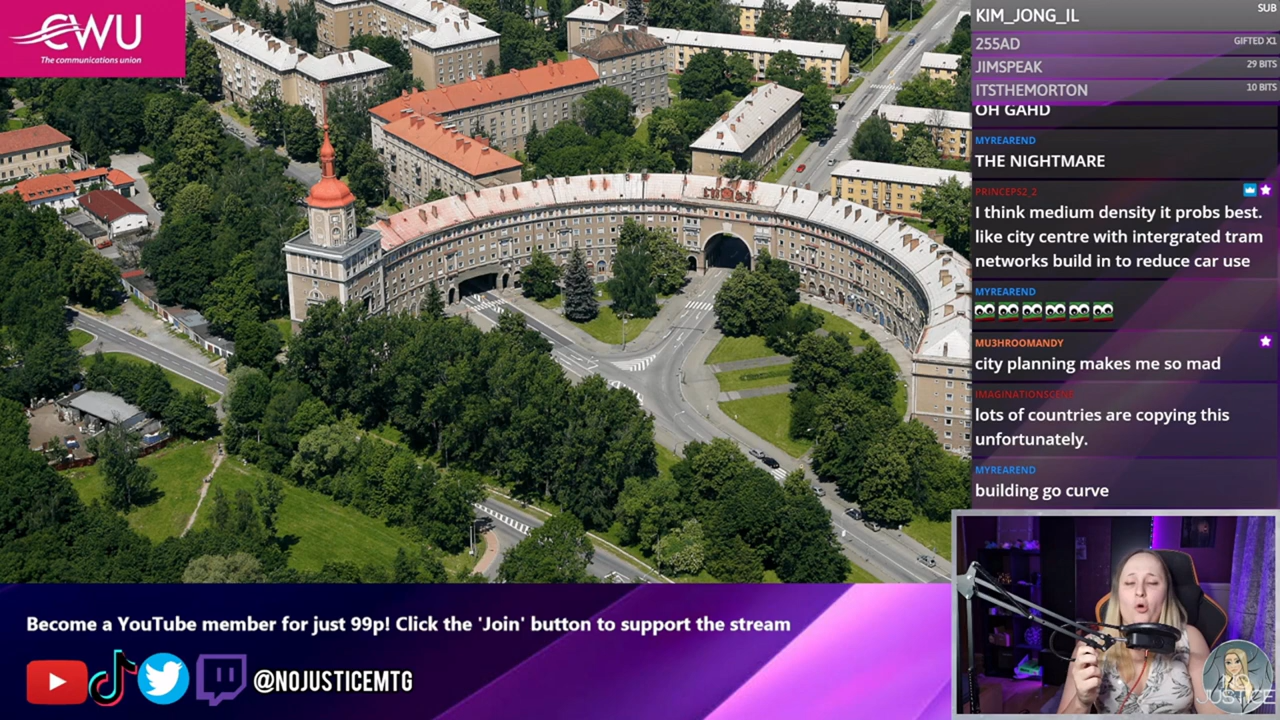 CWU
The communications union
KIM_JONG_IL
SUB
255AD
GIFTED X1
JIMSPEAK
29 BITS
ITSTHEMORTON
10 BITS
OH GAHD
MYREAREND
THE NIGHTMARE
PRINCEPS2_2
I think medium density it probs best.
like city centre with intergrated tram
networks build in to reduce car use
MYREAREND
MU3HROOMANDY
city planning makes me so mad
lots of countries are copying this
unfortunately.
MYREAREND
building go curve
Become a YouTube member for just 99p! Click the 'Join' button to support the stream
@NOJUSTICEMTG
JUSTICE